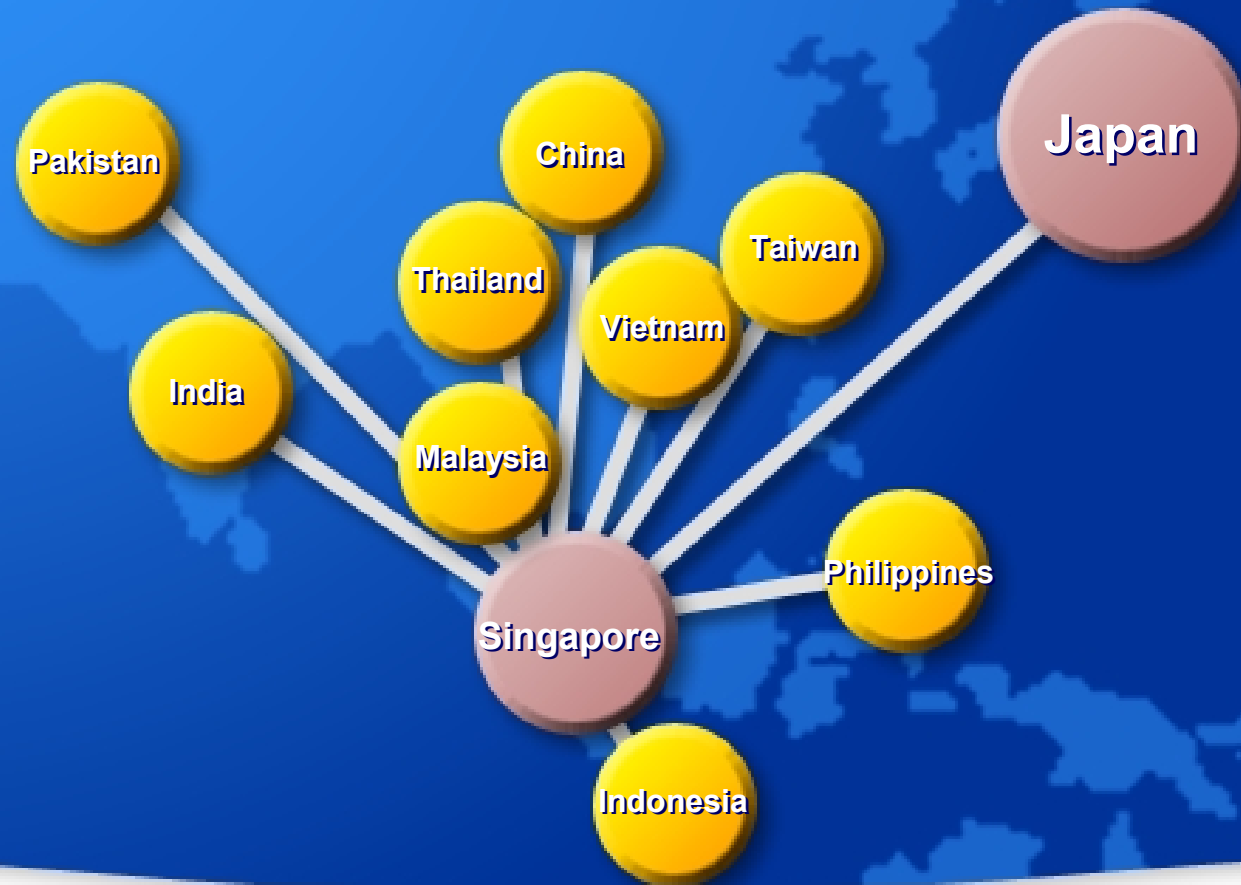 Japan
China
Pakistan
Taiwan
Thailand
Vietnam
India
Malaysia
Philippines
Singapore
Indonesia